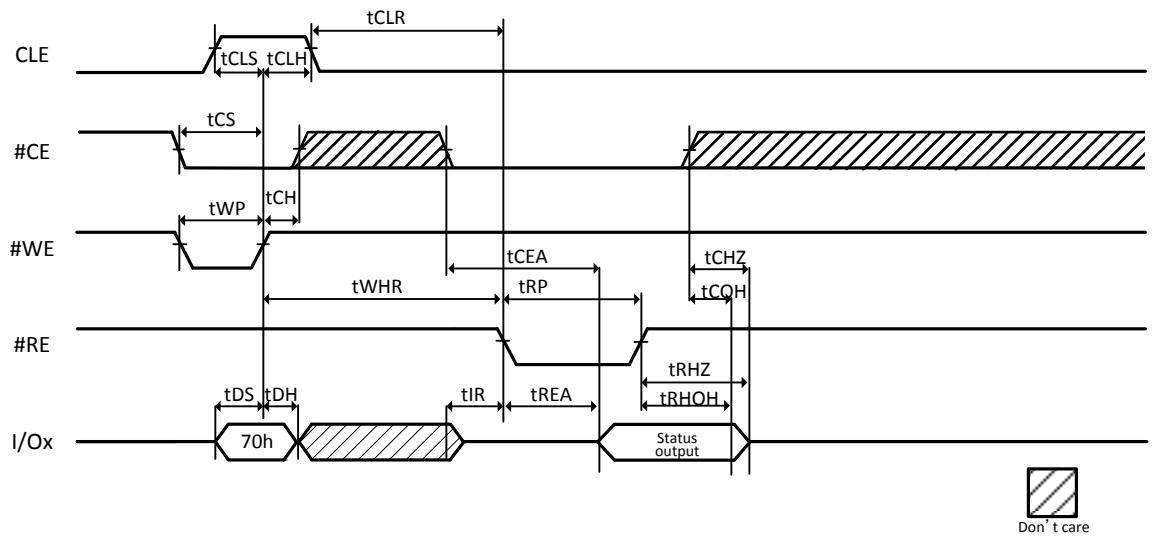 tCLR
CLE
tCLS tCLH
tCS
#CE
tCH
tWP
#WE
tCEA
tCHZ
tWHR
tRP
tCOH
#RE
tRHZ
tDS tDH
tIR
tREA
tRHOH
I/Ox
70h
Status
output
Don't care